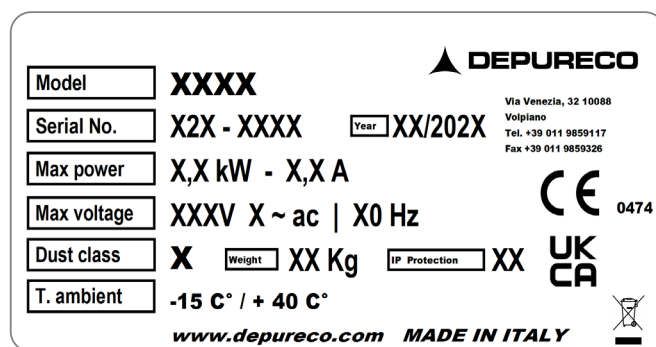 DEPURECO
Model XXXX
Via Venezia, 32 10088
Volpiano
Tel. +39 011 9859117
Fax +39 011 9859326
Serial No. X2X - XXXX Year XX/202X
Max power X,X kW - X,X A
CE 0474
Max voltage XXXV X ~ ac | X0 Hz
Dust class X Weight XX Kg IP Protection XX
UK
CA
T. ambient -15 C° / + 40 C°
www.depureco.com MADE IN ITALY